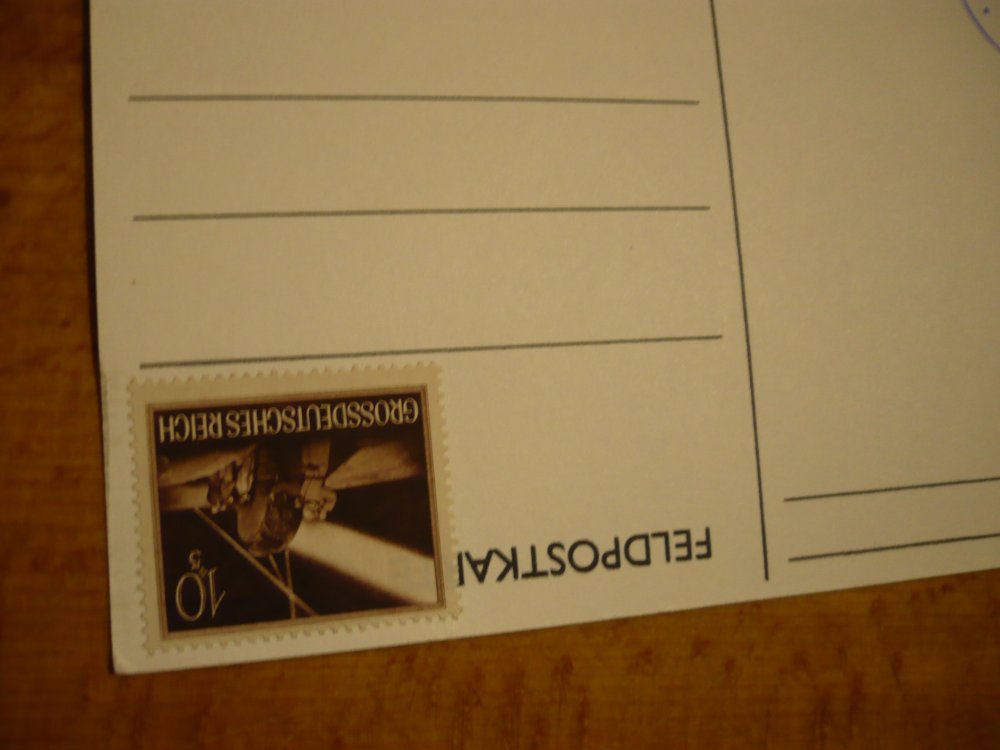 FELDPOSTKA
10
+5
GROSSDEUTSCHES REICH